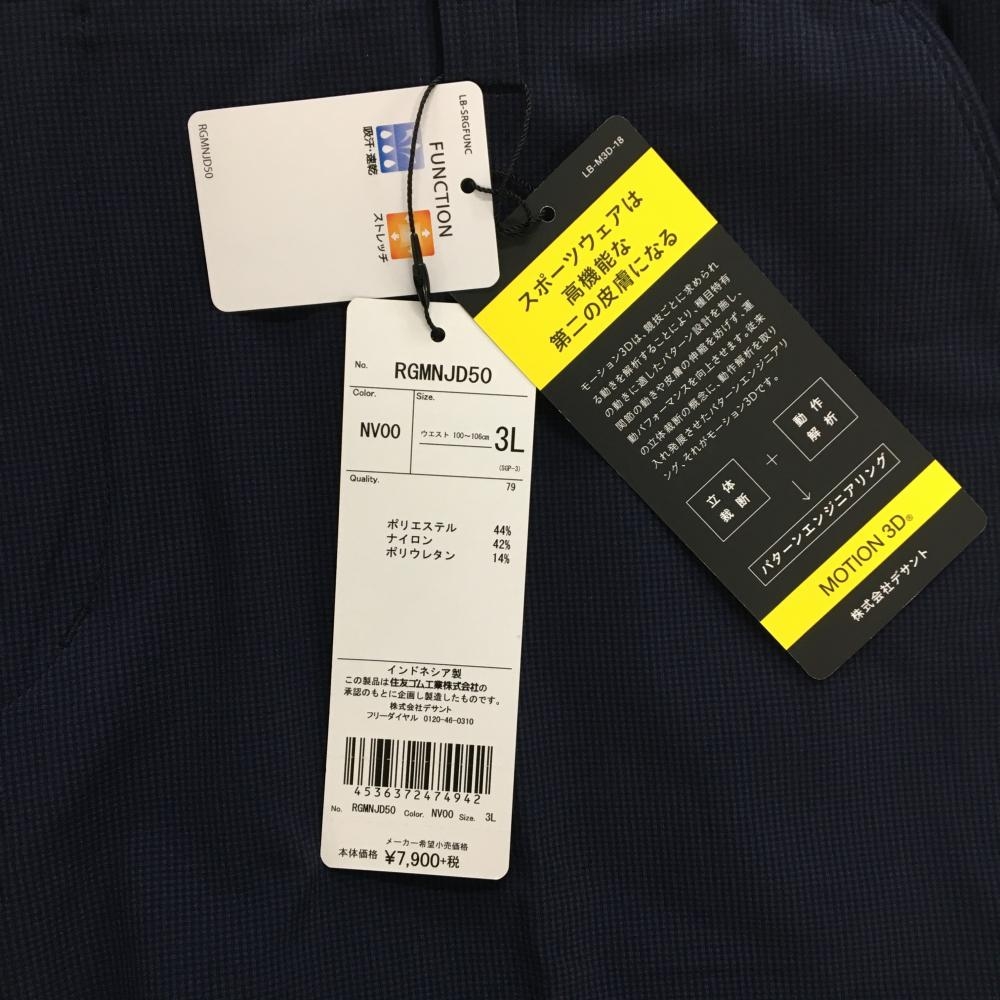 LB-SRGFUNC
FUNCTION
吸汗・速乾
ストレッチ
RGMNJD50
LB-M3D-18
スポーツウェアは
高機能な
第二の皮膚になる
モーション3Dは、競技ごとに求められ
る動きを解析することにより、種目特有
の動きに適したパターン設計を施し、
関節の動きや皮膚の伸縮を妨げず、運
動パフォーマンスを向上させます。従来
の立体裁断の概念に、動作解析を取り
入れ発展させたパターンエンジニアリ
ング、それがモーション3Dです。
立体
裁断
+
動作
解析
パターンエンジニアリング
MOTION 3D®
株式会社デサント
No. RGMNJD50
Color. Size.
NV00 ウエスト 100~106cm 3L
(SGP-3)
Quality. 79
ポリエステル 44%
ナイロン 42%
ポリウレタン 14%
インドネシア製
この製品は住友ゴム工業株式会社の
承認のもとに企画し製造したものです。
株式会社デサント
フリーダイヤル 0120-46-0310
4536372474942
No. RGMNJD50 Color. NV00 Size. 3L
メーカー希望小売価格
本体価格 ¥7,900+税